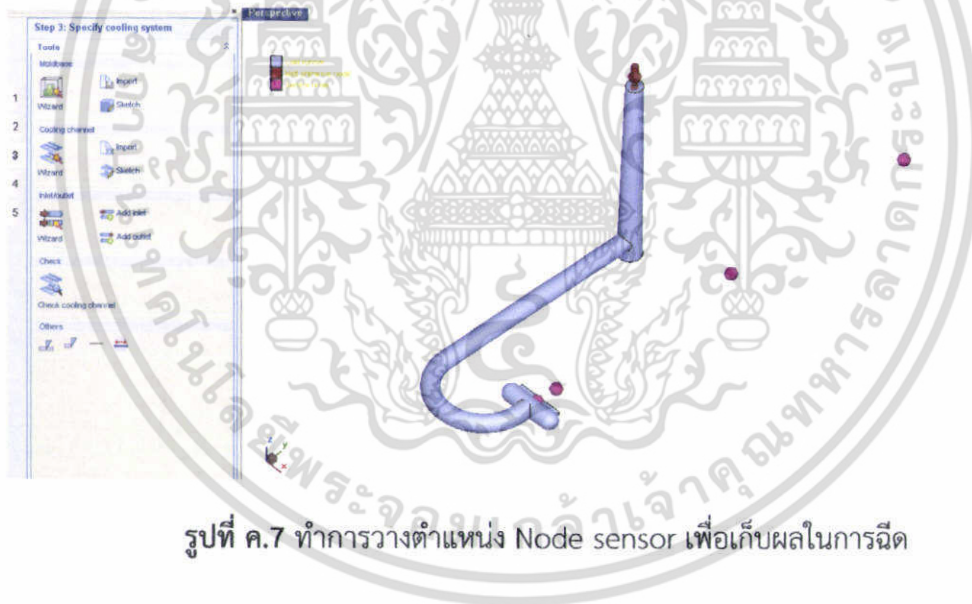 Perspective
Step 3: Specify cooling system
Tools
Moldbase
Import
1
Wizard
Sketch
2
Cooling channel
Import
3
Wizard
Sketch
4
Inlet/outlet
5
Add inlet
Wizard
Add outlet
Check
Check cooling channel
Others
z
y
x
รูปที่ ค.7 ทำการวางตำแหน่ง Node sensor เพื่อเก็บผลในการฉีด